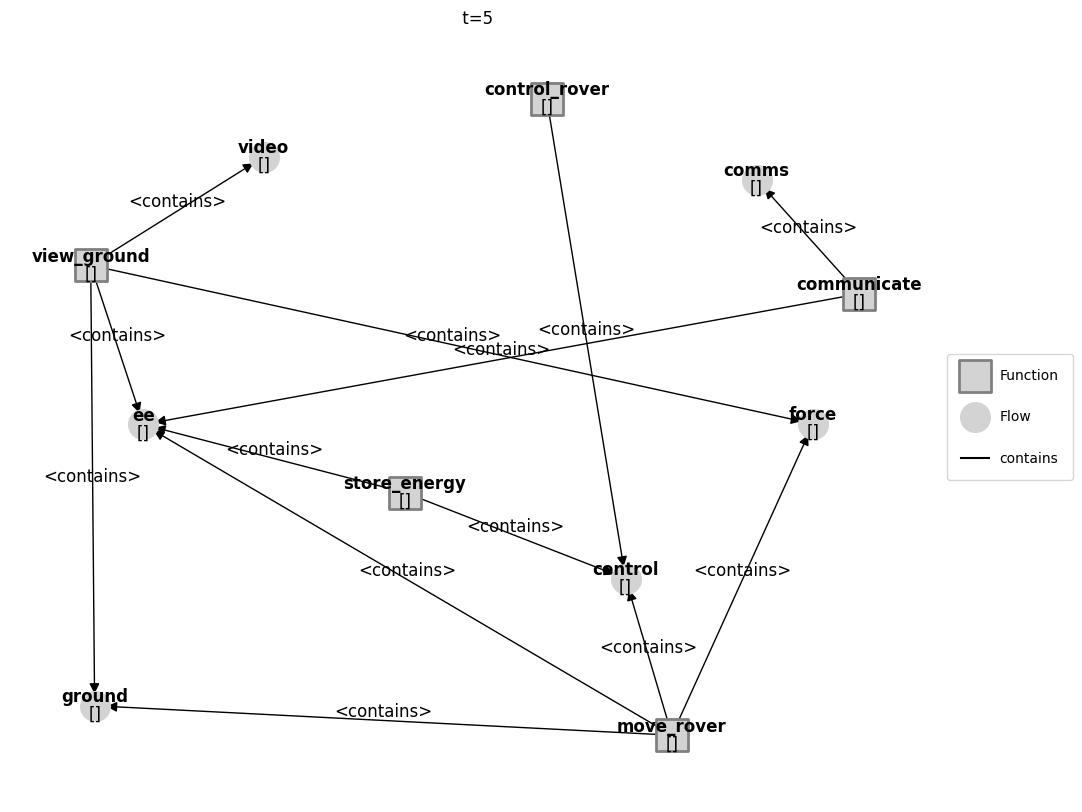 t=5
control_rover
[]
video
[]
comms
[]
<contains>
<contains>
view_ground
[]
communicate
[]
<contains>
<contains>
<contains>
<contains>
Function
ee
[]
force
[]
Flow
<contains>
contains
<contains>
store_energy
[]
<contains>
<contains>
<contains>
control
[]
<contains>
ground
[]
<contains>
move_rover
[]